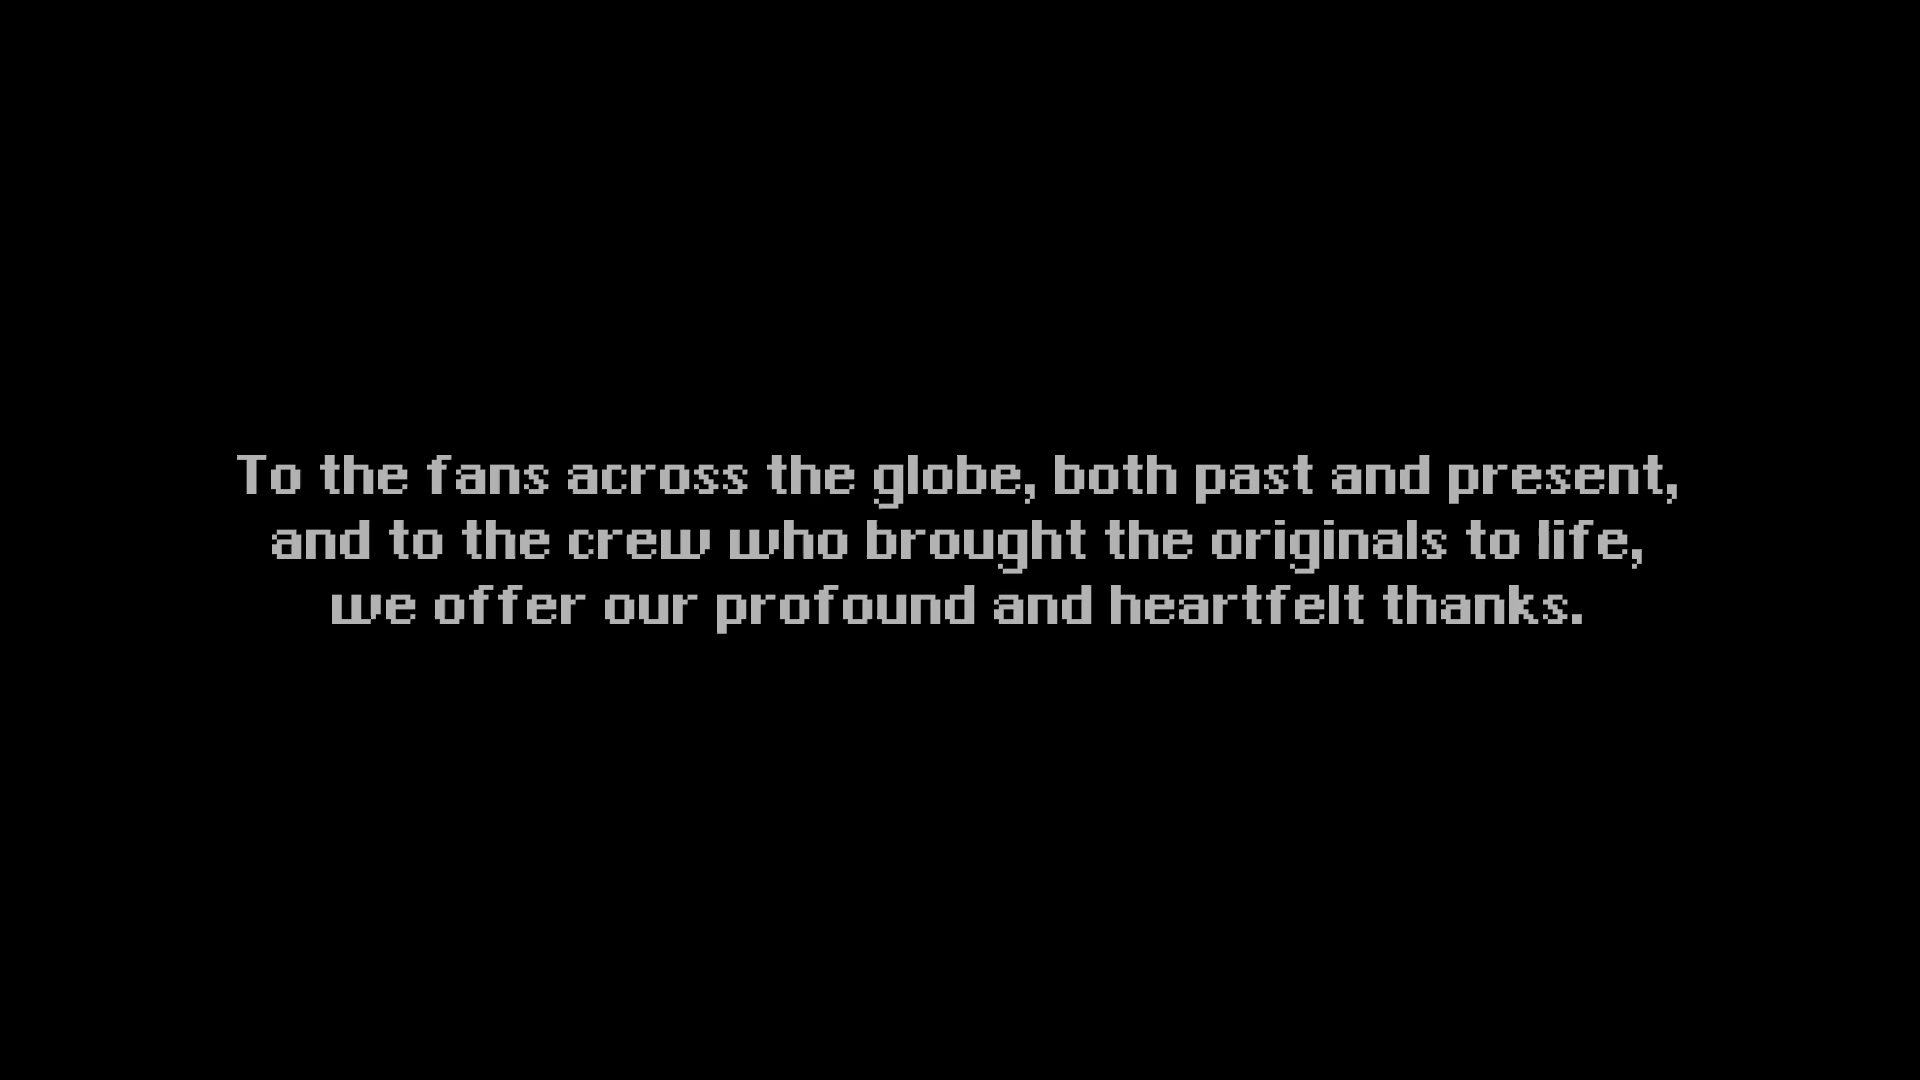 To the fans across the globe, both past and present,
and to the crew who brought the originals to life,
we offer our profound and heartfelt thanks.